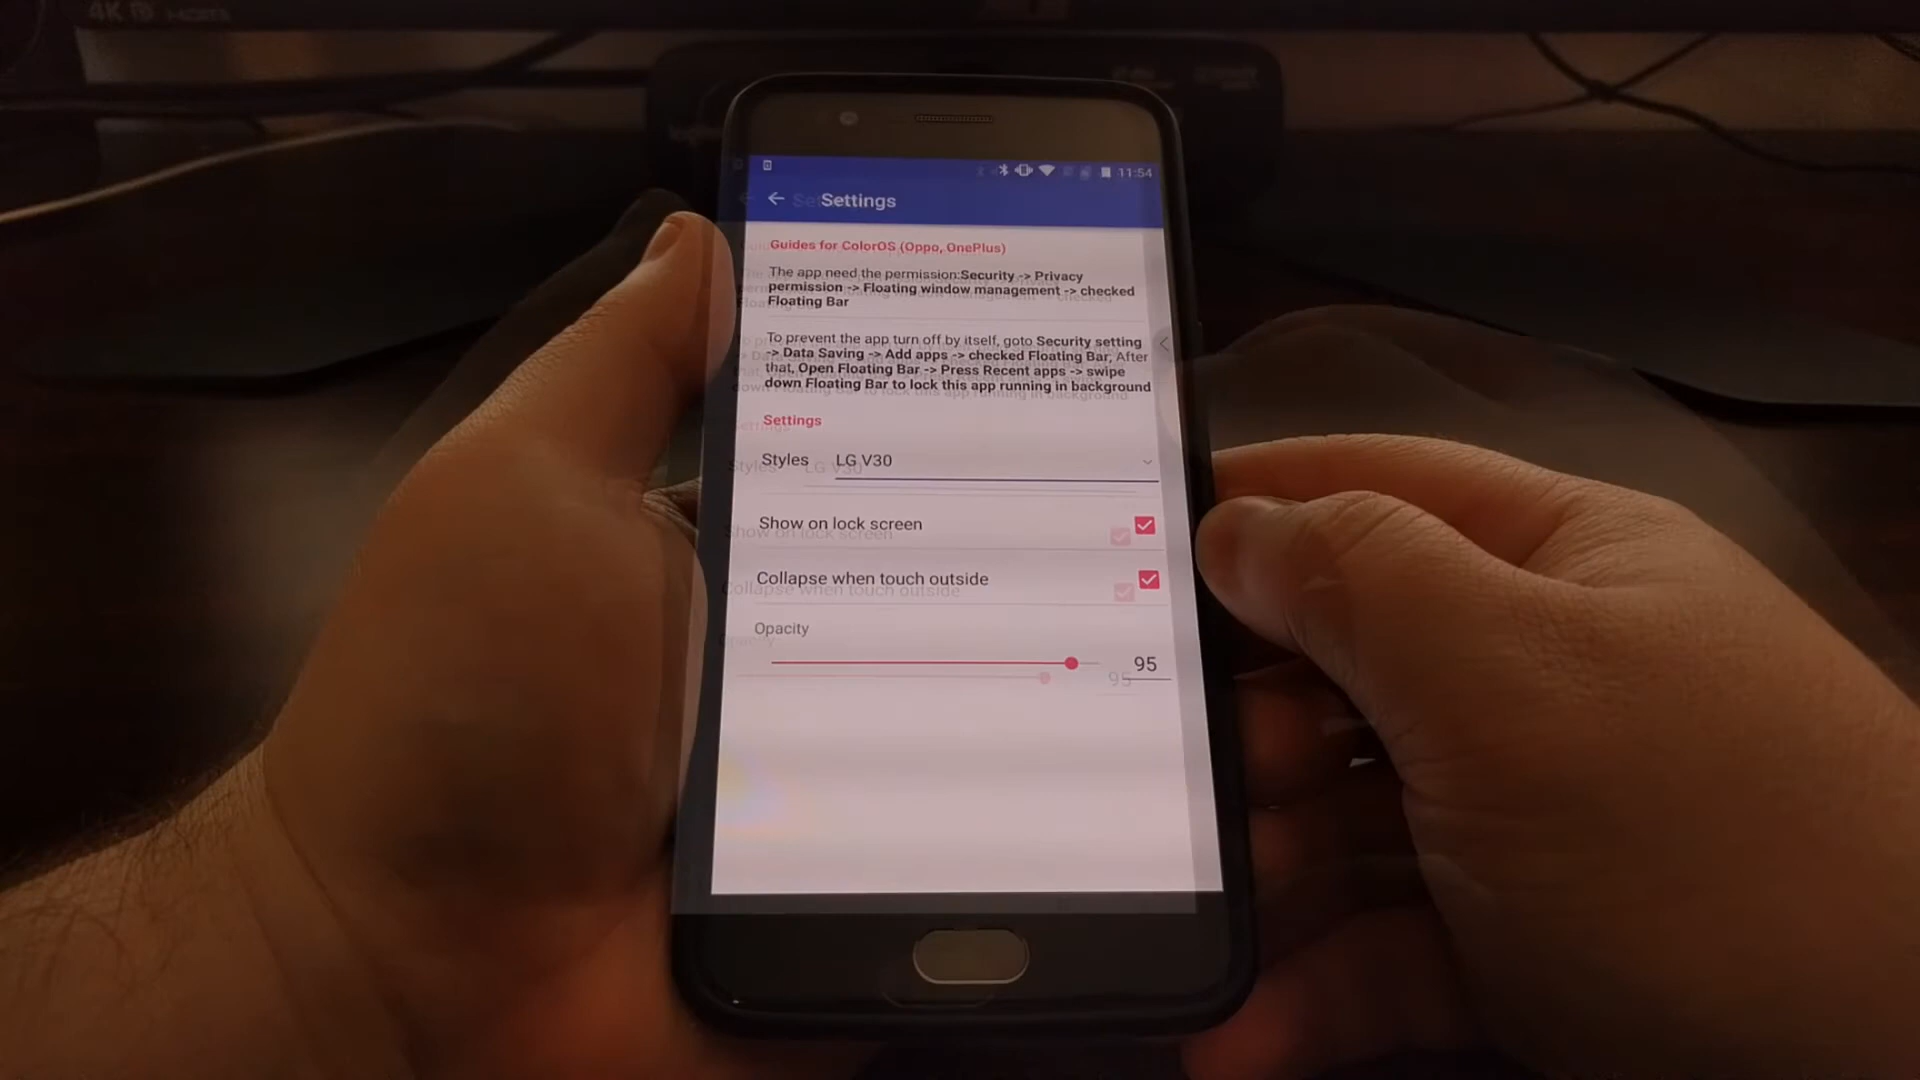 4K
HDMI
11:54
Settings
Guides for ColorOS (Oppo, OnePlus)
The app need the permission:Security -> Privacy
permission -> Floating window management -> checked
Floating Bar
To prevent the app turn off by itself, goto Security setting
-> Data Saving -> Add apps -> checked Floating Bar, After
that, Open Floating Bar -> Press Recent apps -> swipe
down Floating Bar to lock this app running in background
Settings
Styles LG V30
Show on lock screen
Collapse when touch outside
Opacity
95